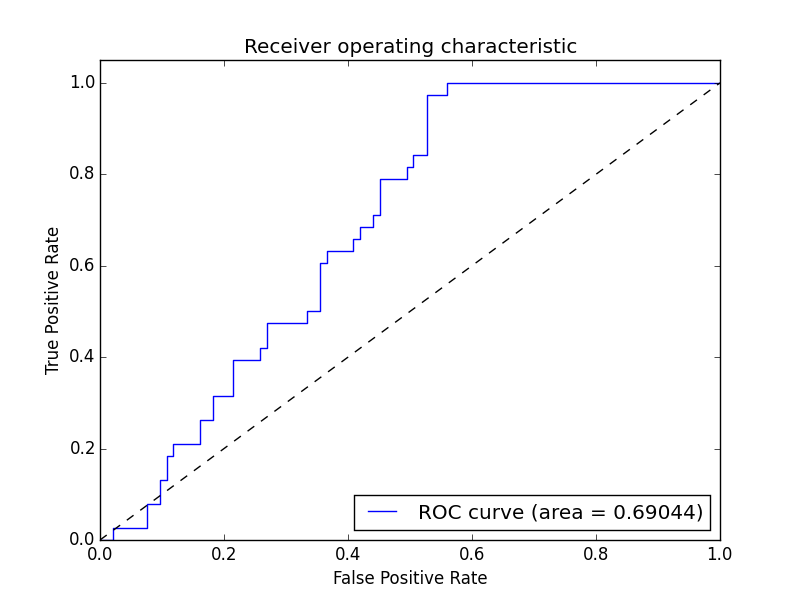 Receiver operating characteristic
1.0
0.8
0.6
0.4
0.2
0.0
True Positive Rate
ROC curve (area = 0.69044)
0.0 0.2 0.4 0.6 0.8 1.0
False Positive Rate